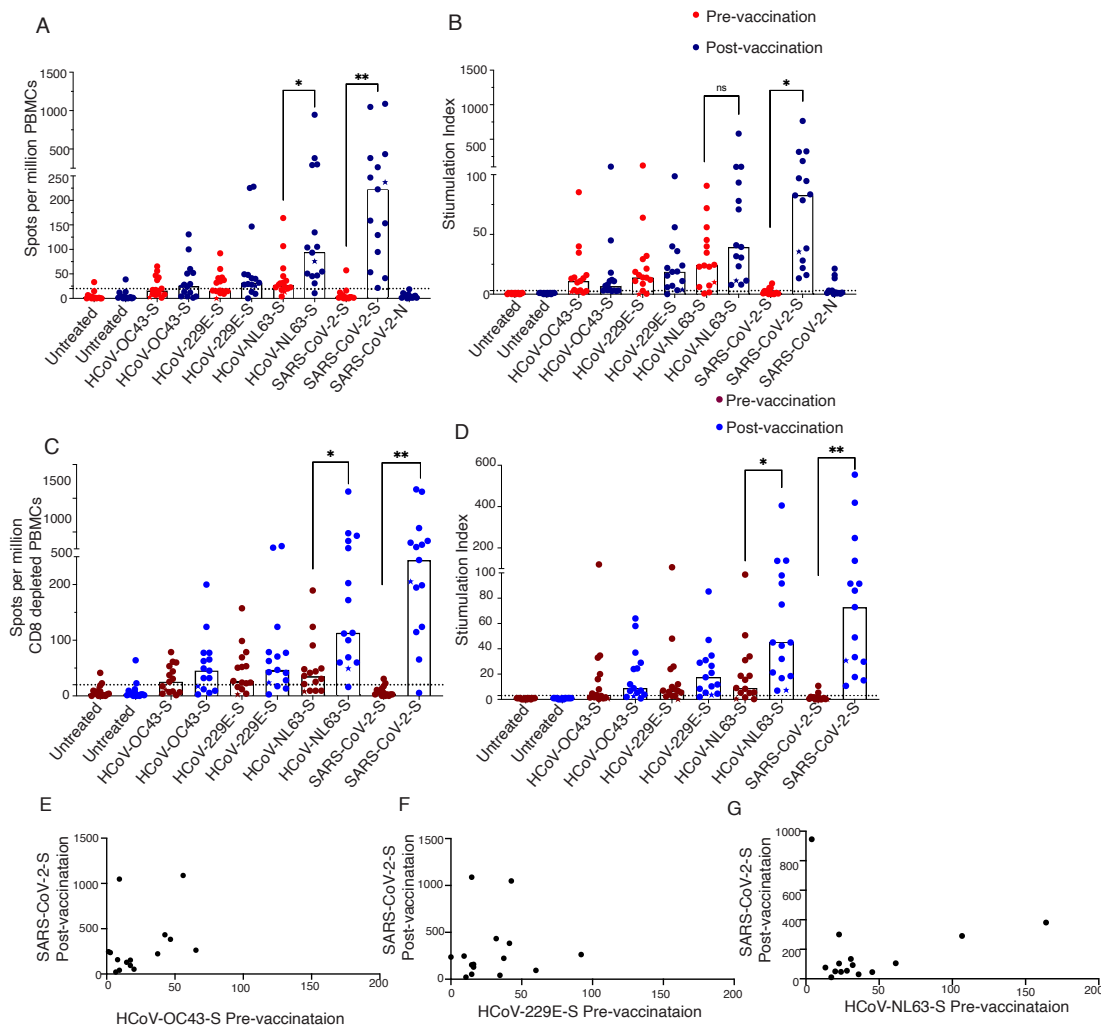 Pre-vaccination
Post-vaccination
A
Spots per million PBMCs
1500
1000
500
250
200
150
100
50
0
*
**
Untreated
Untreated
HCoV-OC43-S
HCoV-OC43-S
HCoV-229E-S
HCoV-229E-S
HCoV-NL63-S
HCoV-NL63-S
SARS-CoV-2-S
SARS-CoV-2-S
SARS-CoV-2-N
B
Stiumulation Index
1500
1000
500
100
50
0
ns
*
Untreated
Untreated
HCoV-OC43-S
HCoV-OC43-S
HCoV-229E-S
HCoV-229E-S
HCoV-NL63-S
HCoV-NL63-S
SARS-CoV-2-S
SARS-CoV-2-S
SARS-CoV-2-N
Pre-vaccination
Post-vaccination
C
Spots per million
CD8 depleted PBMCs
1500
1000
500
200
100
0
*
**
Untreated
Untreated
HCoV-OC43-S
HCoV-OC43-S
HCoV-229E-S
HCoV-229E-S
HCoV-NL63-S
HCoV-NL63-S
SARS-CoV-2-S
SARS-CoV-2-S
D
Stiumulation Index
600
400
200
100
80
60
40
20
0
*
**
Untreated
Untreated
HCoV-OC43-S
HCoV-OC43-S
HCoV-229E-S
HCoV-229E-S
HCoV-NL63-S
HCoV-NL63-S
SARS-CoV-2-S
SARS-CoV-2-S
E
SARS-CoV-2-S
Post-vaccinataion
1500
1000
500
0
0 50 100 150 200
HCoV-OC43-S Pre-vaccinataion
F
SARS-CoV-2-S
Post-vaccinataion
1500
1000
500
0
0 50 100 150 200
HCoV-229E-S Pre-vaccinataion
G
SARS-CoV-2-S
Post-vaccinataion
1000
800
600
400
200
0
0 50 100 150 200
HCoV-NL63-S Pre-vaccinataion